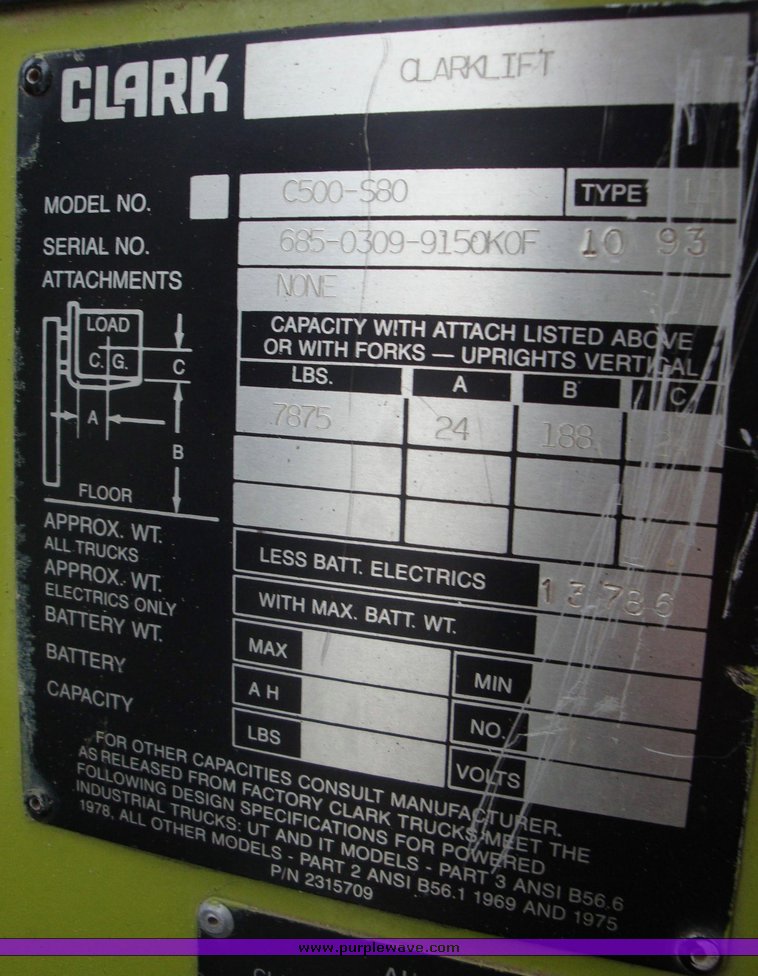 CLARK CLARKLIFT
MODEL NO. C500-S80 TYPE L
SERIAL NO. 685-0309-9150KOF 10 93
ATTACHMENTS NONE
CAPACITY WITH ATTACH LISTED ABOVE
OR WITH FORKS — UPRIGHTS VERTICAL
LBS. A B C
7875 24 188
LOAD
C. G.
C
A
B
FLOOR
APPROX. WT.
ALL TRUCKS
LESS BATT. ELECTRICS 13786
APPROX. WT.
ELECTRICS ONLY
WITH MAX. BATT. WT.
BATTERY WT.
MAX MIN
BATTERY
A H NO.
CAPACITY
LBS VOLTS
FOR OTHER CAPACITIES CONSULT MANUFACTURER.
AS RELEASED FROM FACTORY CLARK TRUCKS MEET THE
FOLLOWING DESIGN SPECIFICATIONS FOR POWERED
INDUSTRIAL TRUCKS: UT AND IT MODELS - PART 3 ANSI B56.6
1978, ALL OTHER MODELS - PART 2 ANSI B56.1 1969 AND 1975
P/N 2315709
www.purplewave.com